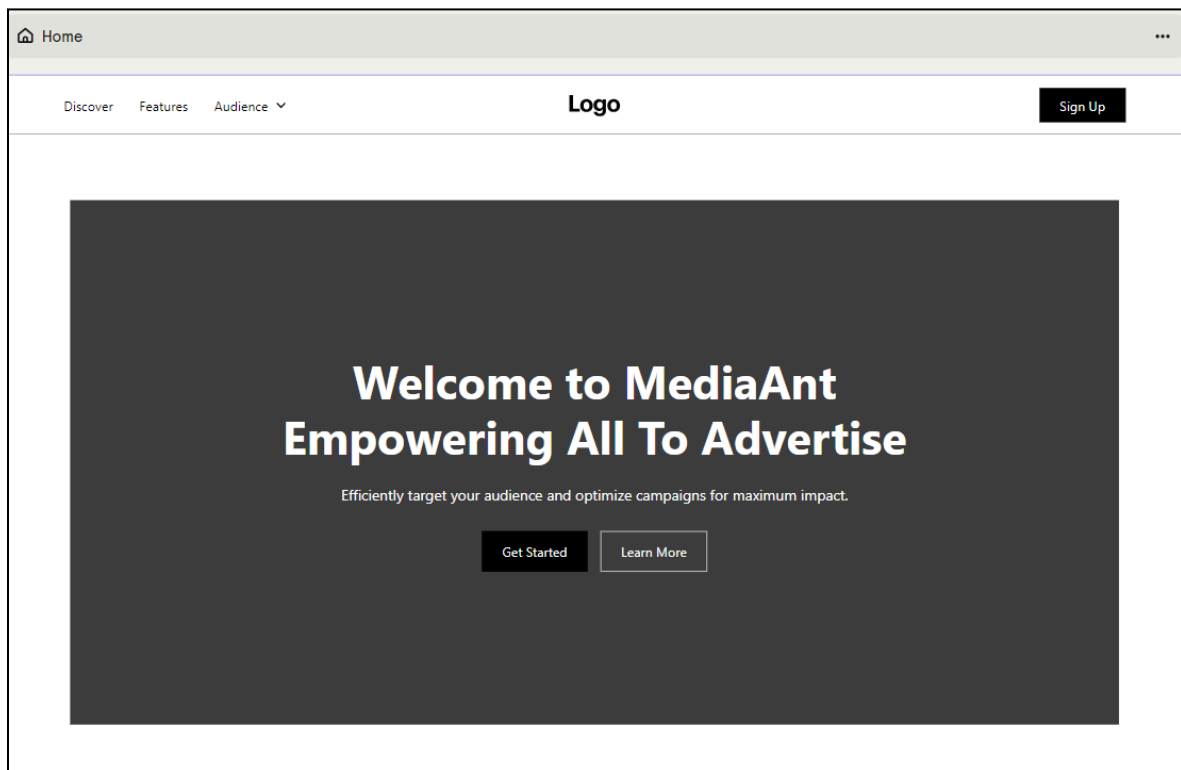 Home
Discover Features Audience Logo Sign Up
Welcome to MediaAnt
Empowering All To Advertise
Efficiently target your audience and optimize campaigns for maximum impact.
Get Started Learn More